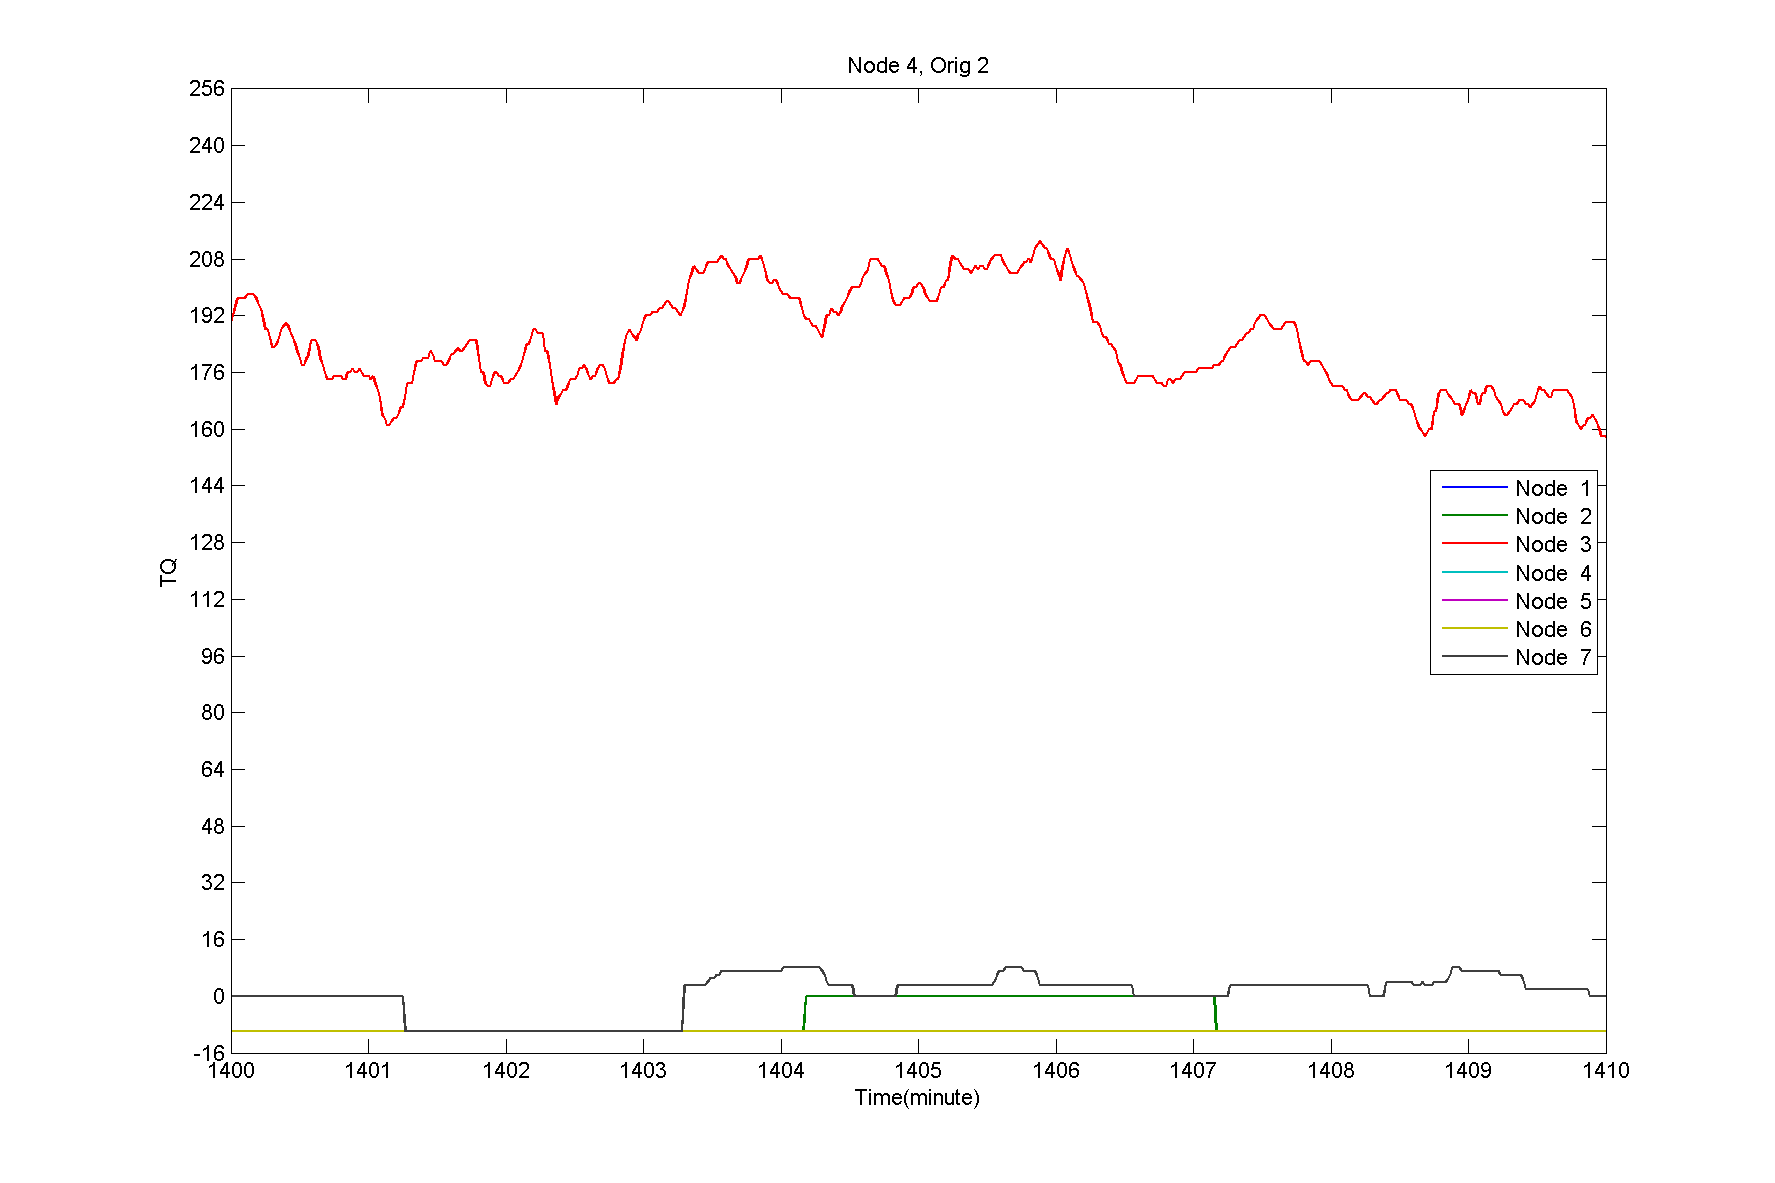 Node 4, Orig 2
256
240
224
208
192
176
160
144
128
112
96
80
64
48
32
16
0
-16
TQ
Node 1
Node 2
Node 3
Node 4
Node 5
Node 6
Node 7
1400 1401 1402 1403 1404 1405 1406 1407 1408 1409 1410
Time(minute)